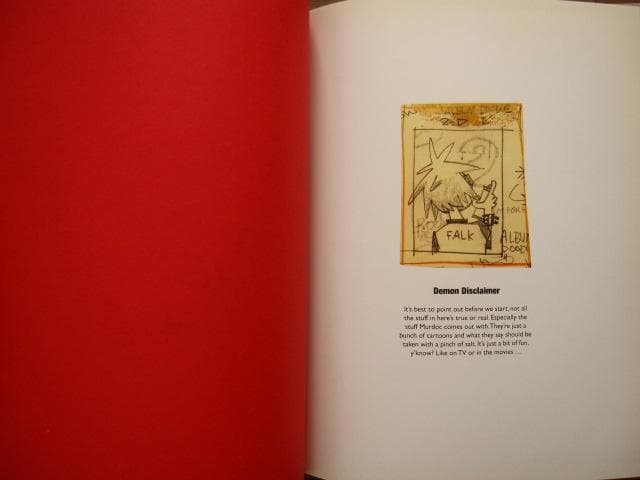 FALK
ALBUM
Demon Disclaimer
It's best to point out before we start, not all
the stuff in here's true or real. Especially the
stuff Murdoc comes out with. They're just a
bunch of cartoons and what they say should be
taken with a pinch of salt. It's just a bit of fun,
y'know? Like on TV or in the movies ...